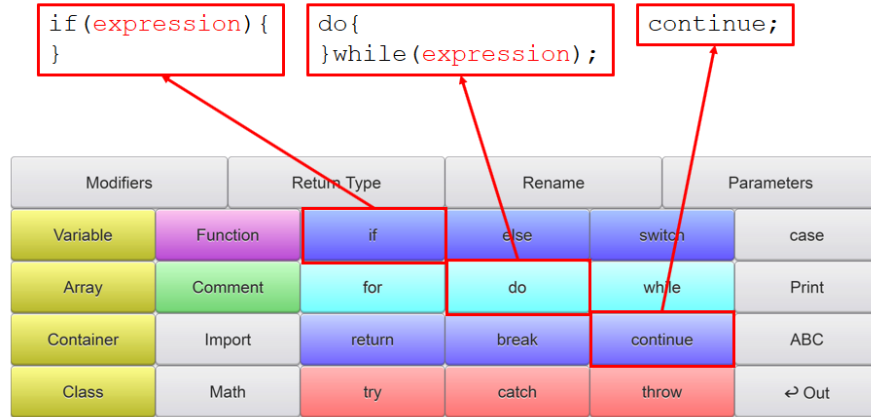 if(expression){
}
do{
}while(expression);
continue;
Modifiers Return Type Rename Parameters
Variable Function if else switch case
Array Comment for do while Print
Container Import return break continue ABC
Class Math try catch throw ↵ Out